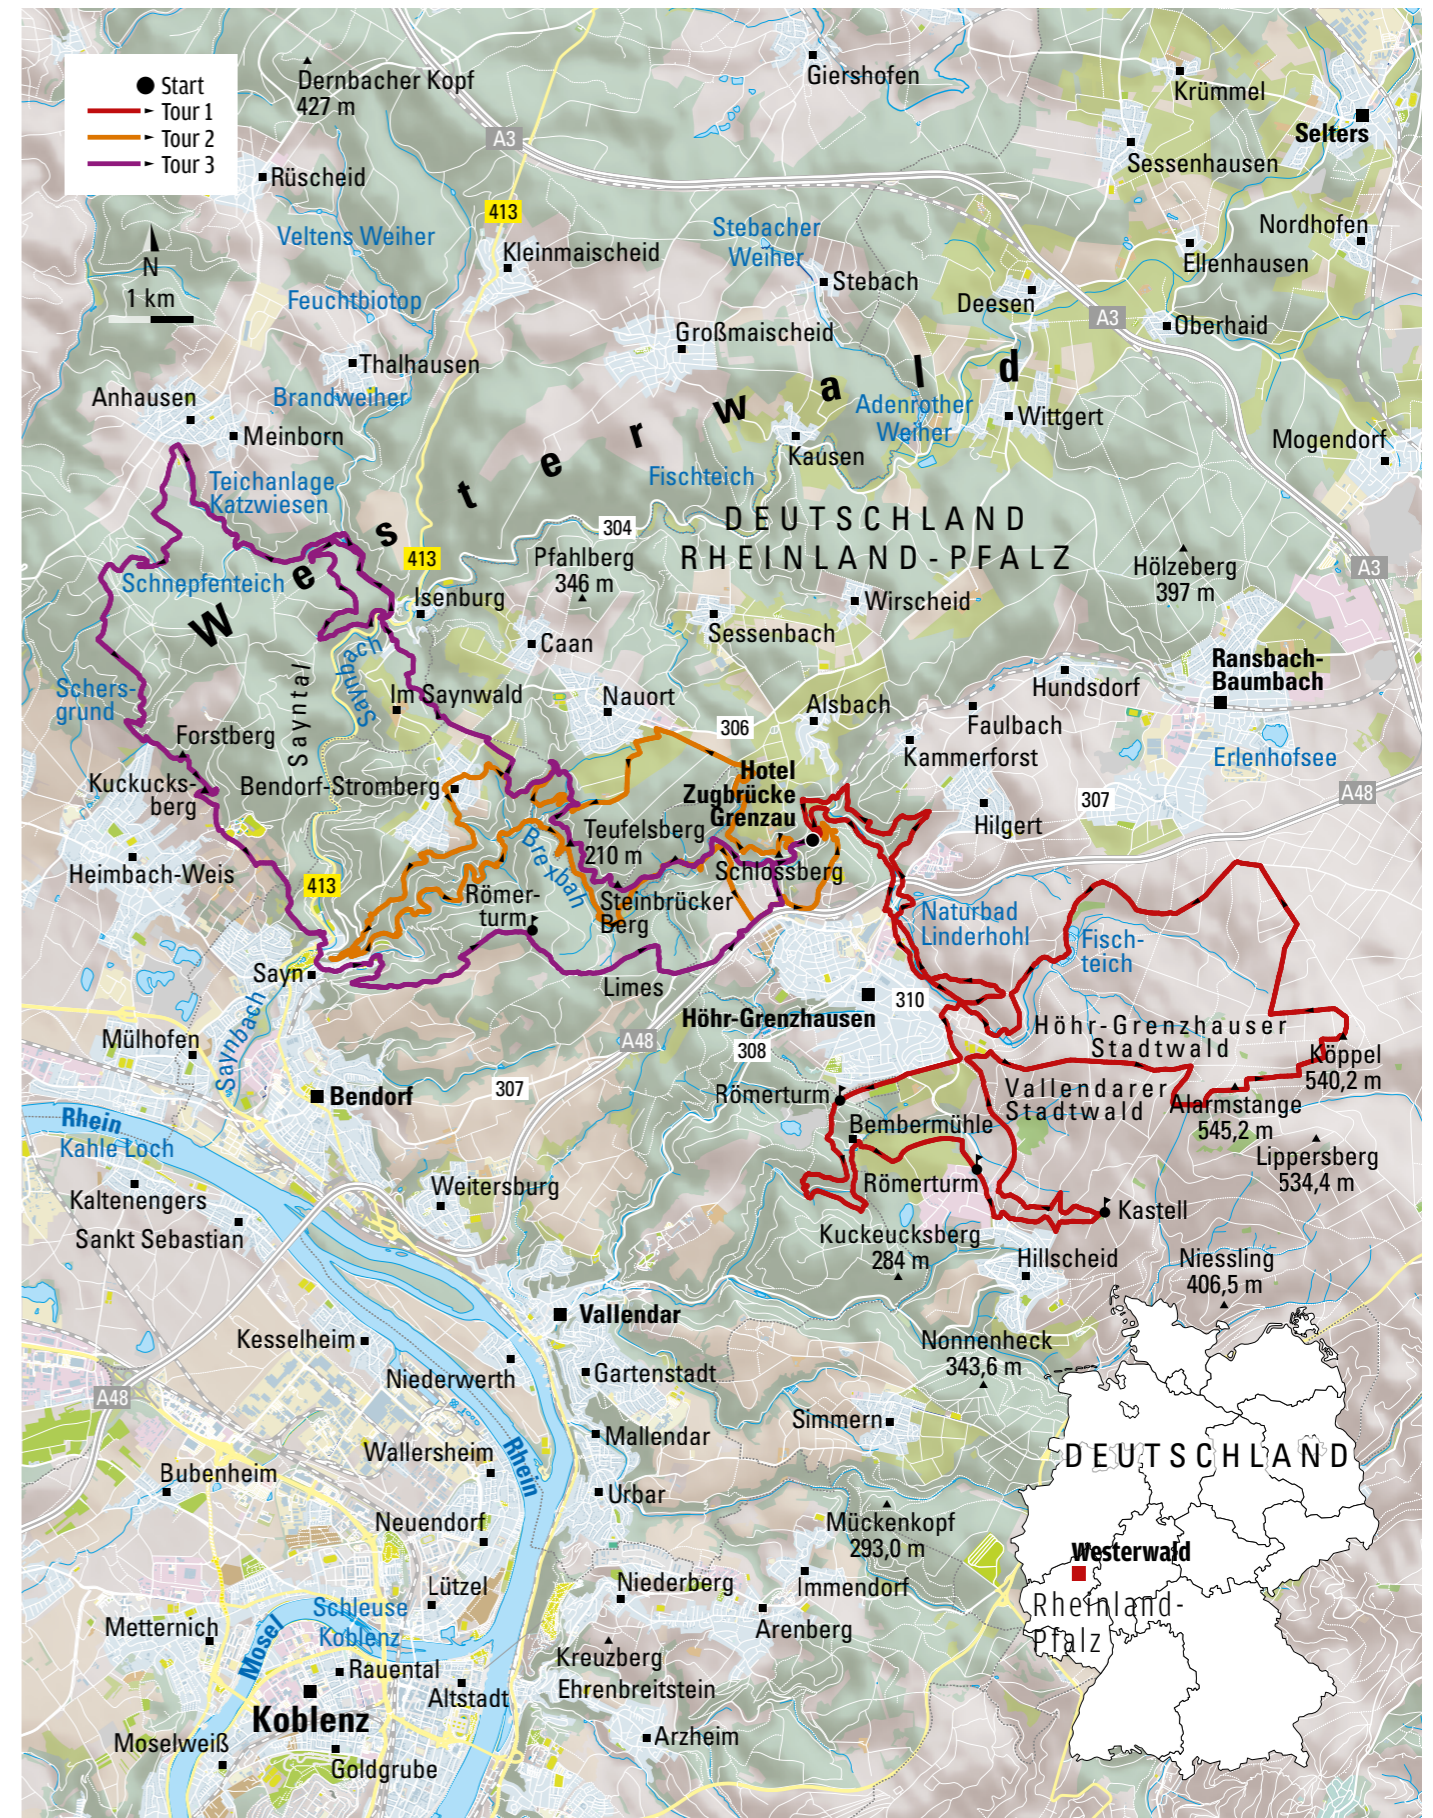 Start
Tour 1
Tour 2
Tour 3
N
1 km
Dernbacher Kopf
427 m
Giershofen
Krümmel
Selters
Sessenhausen
A3
Rüscheid
413
Velten's Weiher
Kleinmaischeid
Stebacher
Weiher
Stebach
Nordhofen
Ellenhausen
Feuchtbiotop
Deesen
A3
Oberhaid
Großmaischeid
Thalhausen
Brandweiher
Anhausen
Meinborn
Adenrother
Weiher
Wittgert
Kausen
Mogendorf
Teichanlage
Katzwiesen
Fischteich
Westerwald
304
DEUTSCHLAND
RHEINLAND-PFALZ
413
Pfahlberg
346 m
Hölzeberg
397 m
A3
Schnepfenteich
Isenburg
Wirscheid
Sessenbach
Caan
Saynbach
Ransbach-
Baumbach
Schers-
grund
Sayntal
Im Saynwald
Nauort
Hundsdorf
Alsbach
Faulbach
306
Forstberg
Kammerforst
Erlenhofsee
Kuckucks-
berg
Bendorf-Stromberg
Hotel
Zugbrücke
Grenzau
307
A48
Hilgert
Teufelsberg
210 m
Brexbah
Heimbach-Weis
413
Römer-
turm
Schlossberg
Steinbrücker
Berg
Naturbad
Linderhohl
Fisch-
teich
Sayn
Limes
310
Höhr-Grenzhausen
Höhr-Grenzhauser
Stadtwald
Saynbach
Mülhofen
A48
308
Köppel
540,2 m
307
Bendorf
Römerturm
Vallendarer
Stadtwald
Alarmstange
545,2 m
Rhein
Kahle Loch
Bembermühle
Lippersberg
534,4 m
Kaltenengers
Weitersburg
Römerturm
Kastell
Sankt Sebastian
Kuckeucksberg
284 m
Hillscheid
Niessling
406,5 m
Vallendar
Kesselheim
Nonnenheck
343,6 m
Niederwerth
Gartenstadt
A48
Simmern
Wallersheim
Mallendar
Rhein
DEUTSCHLAND
Bubenheim
Urbar
Neuendorf
Mückenkopf
293,0 m
Westerwald
Lützel
Niederberg
Immendorf
Rheinland-
Pfalz
Schleuse
Koblenz
Metternich
Mosel
Arenberg
Kreuzberg
Rauental
Ehrenbreitstein
Altstadt
Koblenz
Moselweiß
Arzheim
Goldgrube